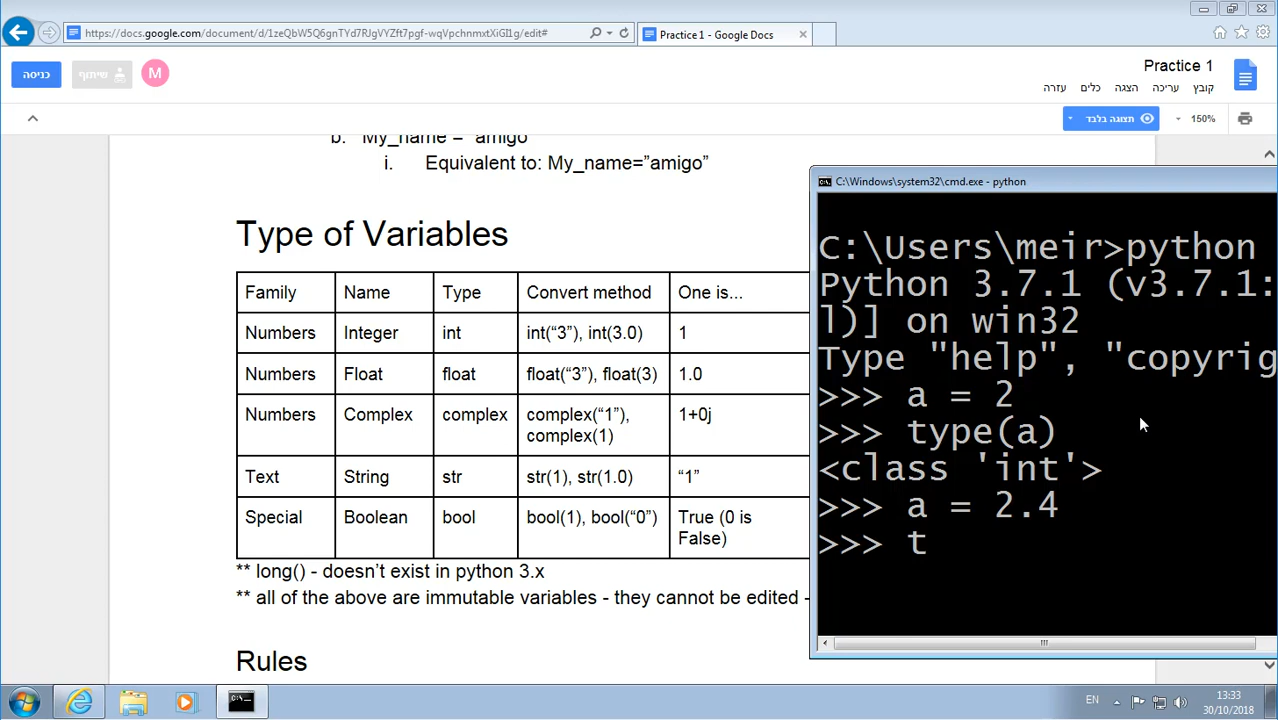 https://docs.google.com/document/d/1zeQbW5Q6gnTYd7RJgVYZft7pgf-wqVpchnmxtXiGI1g/edit#
Practice 1 - Google Docs
כניסה
שיתוף
M
Practice 1
קובץ עריכה הצגה כלים עזרה
תצוגה בלבד
150%
b. My_name = "amigo"
i. Equivalent to: My_name=”amigo”
Type of Variables
Family Name Type Convert method One is...
Numbers Integer int int(“3”), int(3.0) 1
Numbers Float float float(“3”), float(3) 1.0
Numbers Complex complex complex(“1”), complex(1) 1+0j
Text String str str(1), str(1.0) “1”
Special Boolean bool bool(1), bool(“0”) True (0 is False)
** long() - doesn’t exist in python 3.x
** all of the above are immutable variables - they cannot be edited -
Rules
C:\Windows\system32\cmd.exe - python
C:\Users\meir>python
Python 3.7.1 (v3.7.1:
l)] on win32
Type "help", "copyrig
>>> a = 2
>>> type(a)
<class 'int'>
>>> a = 2.4
>>> t
EN
13:33
30/10/2018